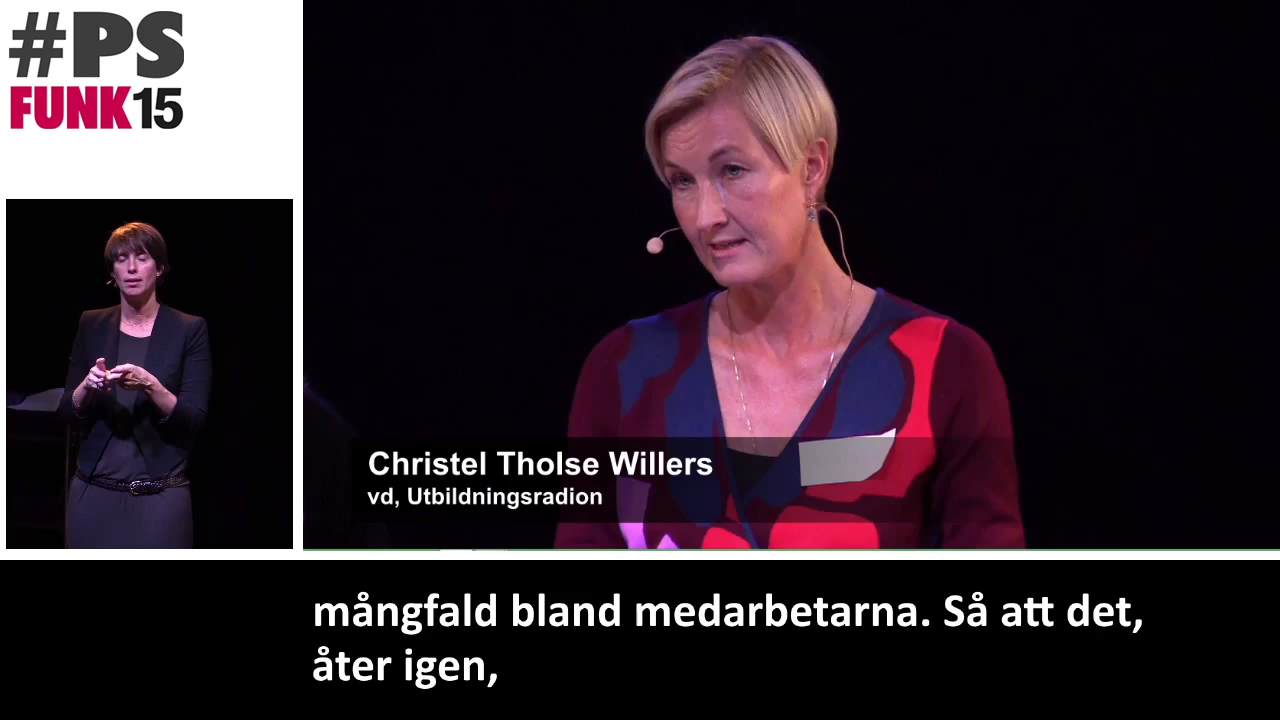 #PS
FUNK15
Christel Tholse Willers
vd, Utbildningsradion
mångfald bland medarbetarna. Så att det,
åter igen,